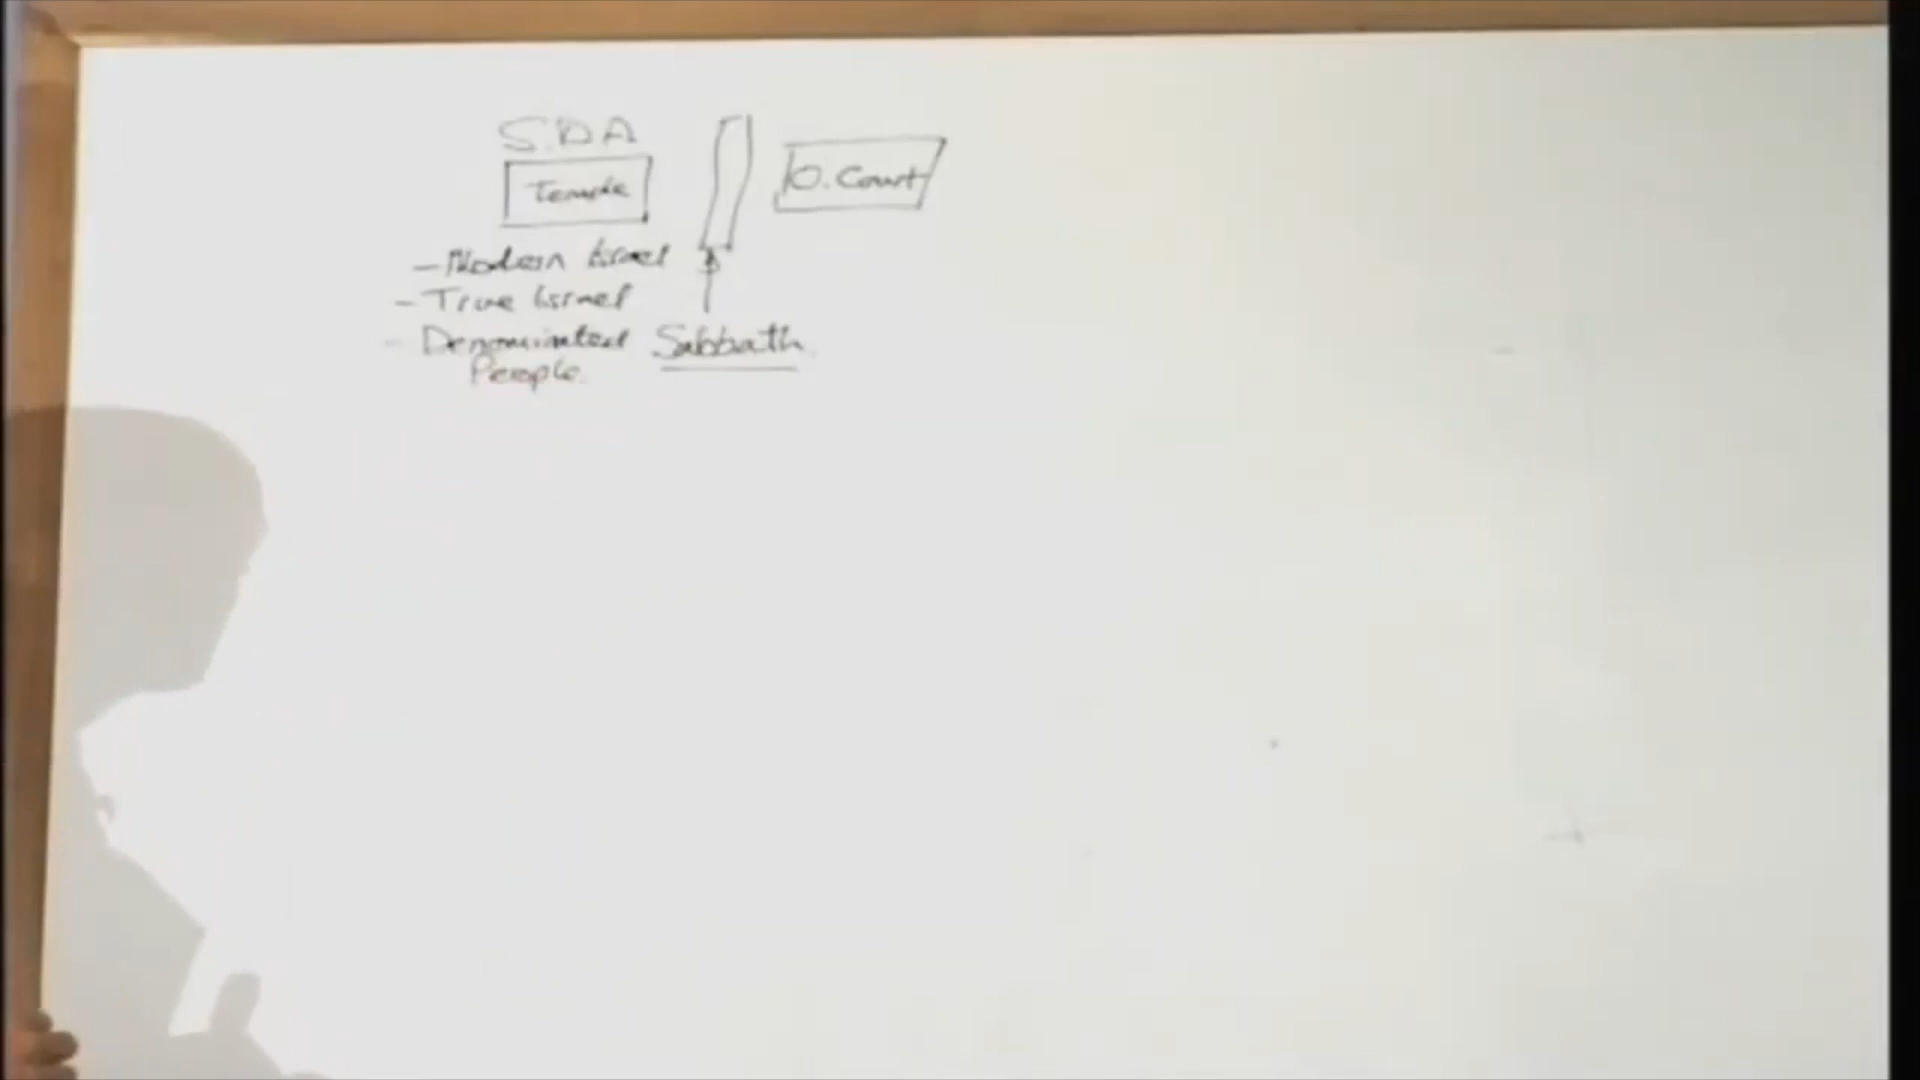 S.D.A
Temple
O. Court
- Modern Israel
- True Israel
- Denominated
People.
Sabbath